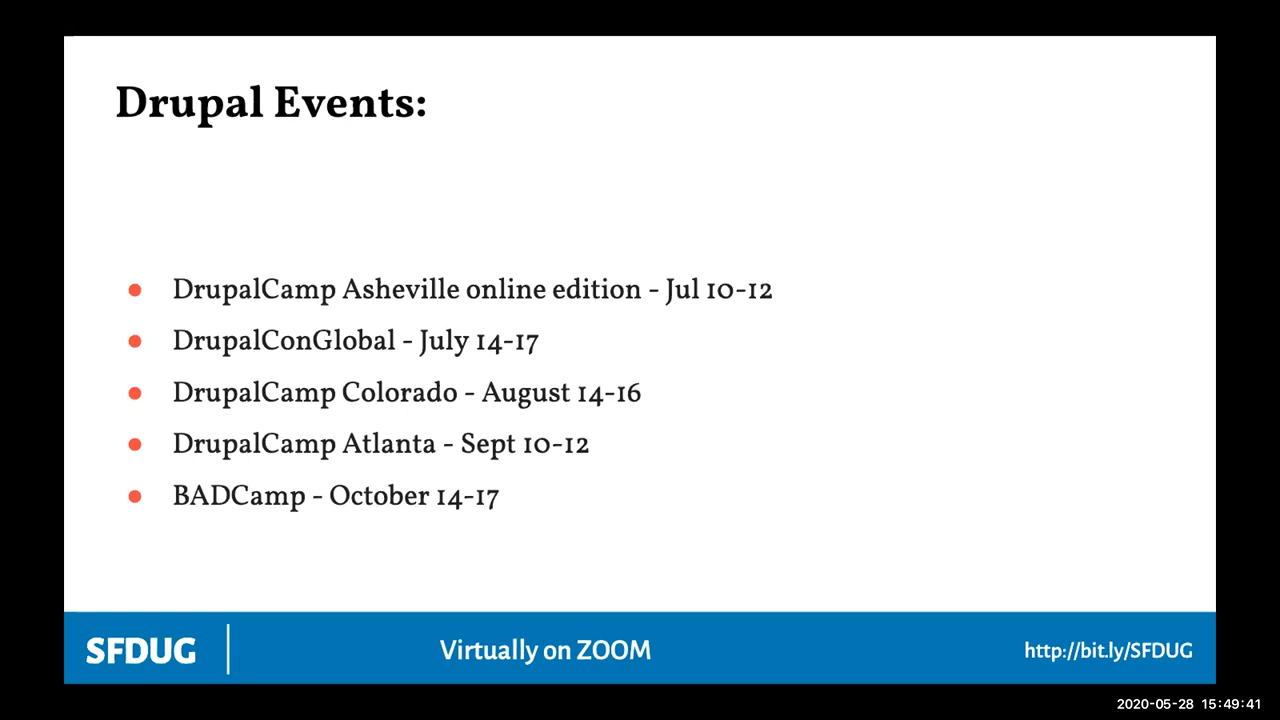 Drupal Events:
● DrupalCamp Asheville online edition - Jul 10-12
● DrupalConGlobal - July 14-17
● DrupalCamp Colorado - August 14-16
● DrupalCamp Atlanta - Sept 10-12
● BADCamp - October 14-17
SFDUG | Virtually on ZOOM http://bit.ly/SFDUG
2020-05-28 15:49:41